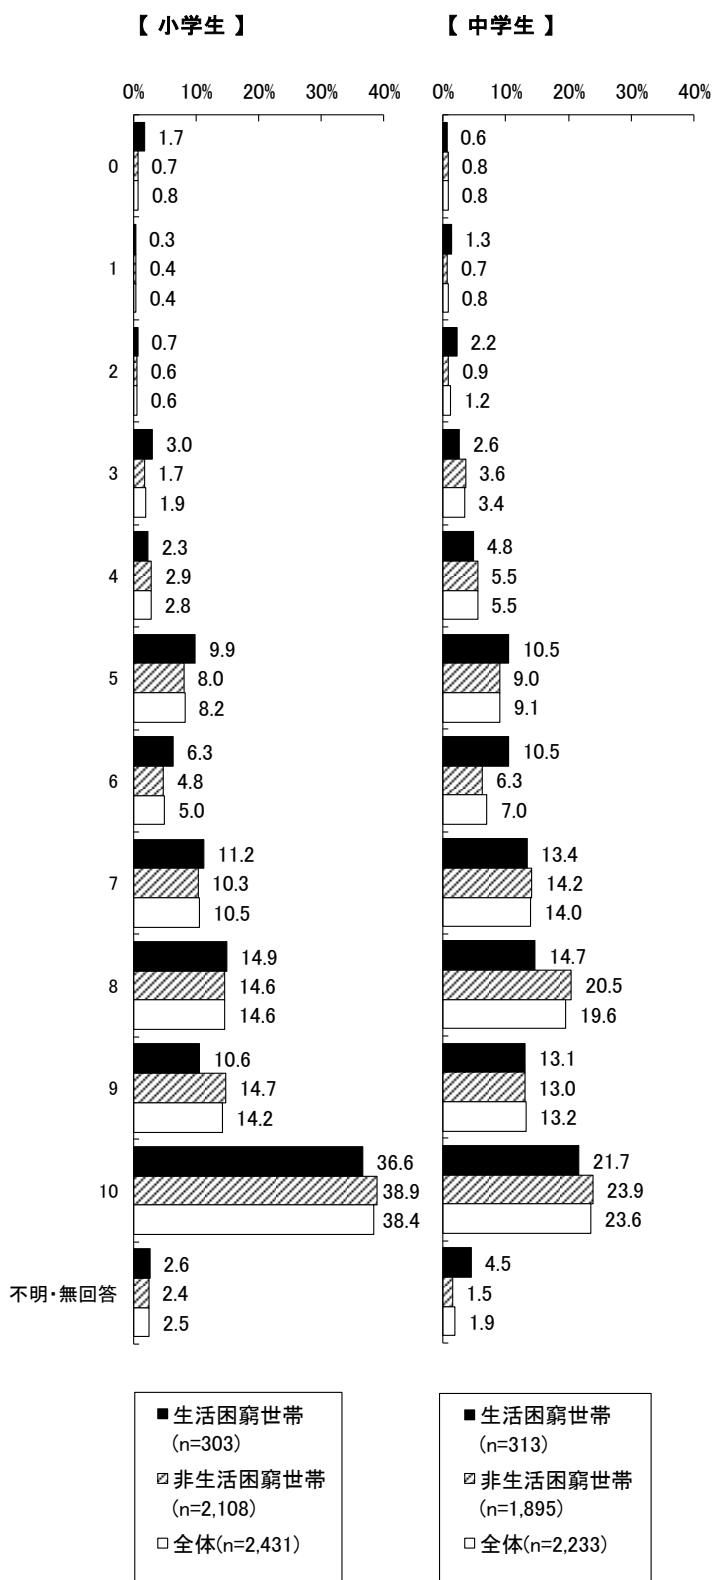 【 小学生 】 【 中学生 】
0% 10% 20% 30% 40% 0% 10% 20% 30% 40%
1.7 0.6
0 0.7 0.8
0.8 0.8
0.3 1.3
1 0.4 0.7
0.4 0.8
0.7 2.2
2 0.6 0.9
0.6 1.2
3.0 2.6
3 1.7 3.6
1.9 3.4
2.3 4.8
4 2.9 5.5
2.8 5.5
9.9 10.5
5 8.0 9.0
8.2 9.1
6.3 10.5
6 4.8 6.3
5.0 7.0
11.2 13.4
7 10.3 14.2
10.5 14.0
14.9 14.7
8 14.6 20.5
14.6 19.6
10.6 13.1
9 14.7 13.0
14.2 13.2
36.6 21.7
10 38.9 23.9
38.4 23.6
2.6 4.5
不明・無回答 2.4 1.5
2.5 1.9
生活困窮世帯 生活困窮世帯
(n=303) (n=313)
非生活困窮世帯 非生活困窮世帯
(n=2,108) (n=1,895)
全体(n=2,431) 全体(n=2,233)